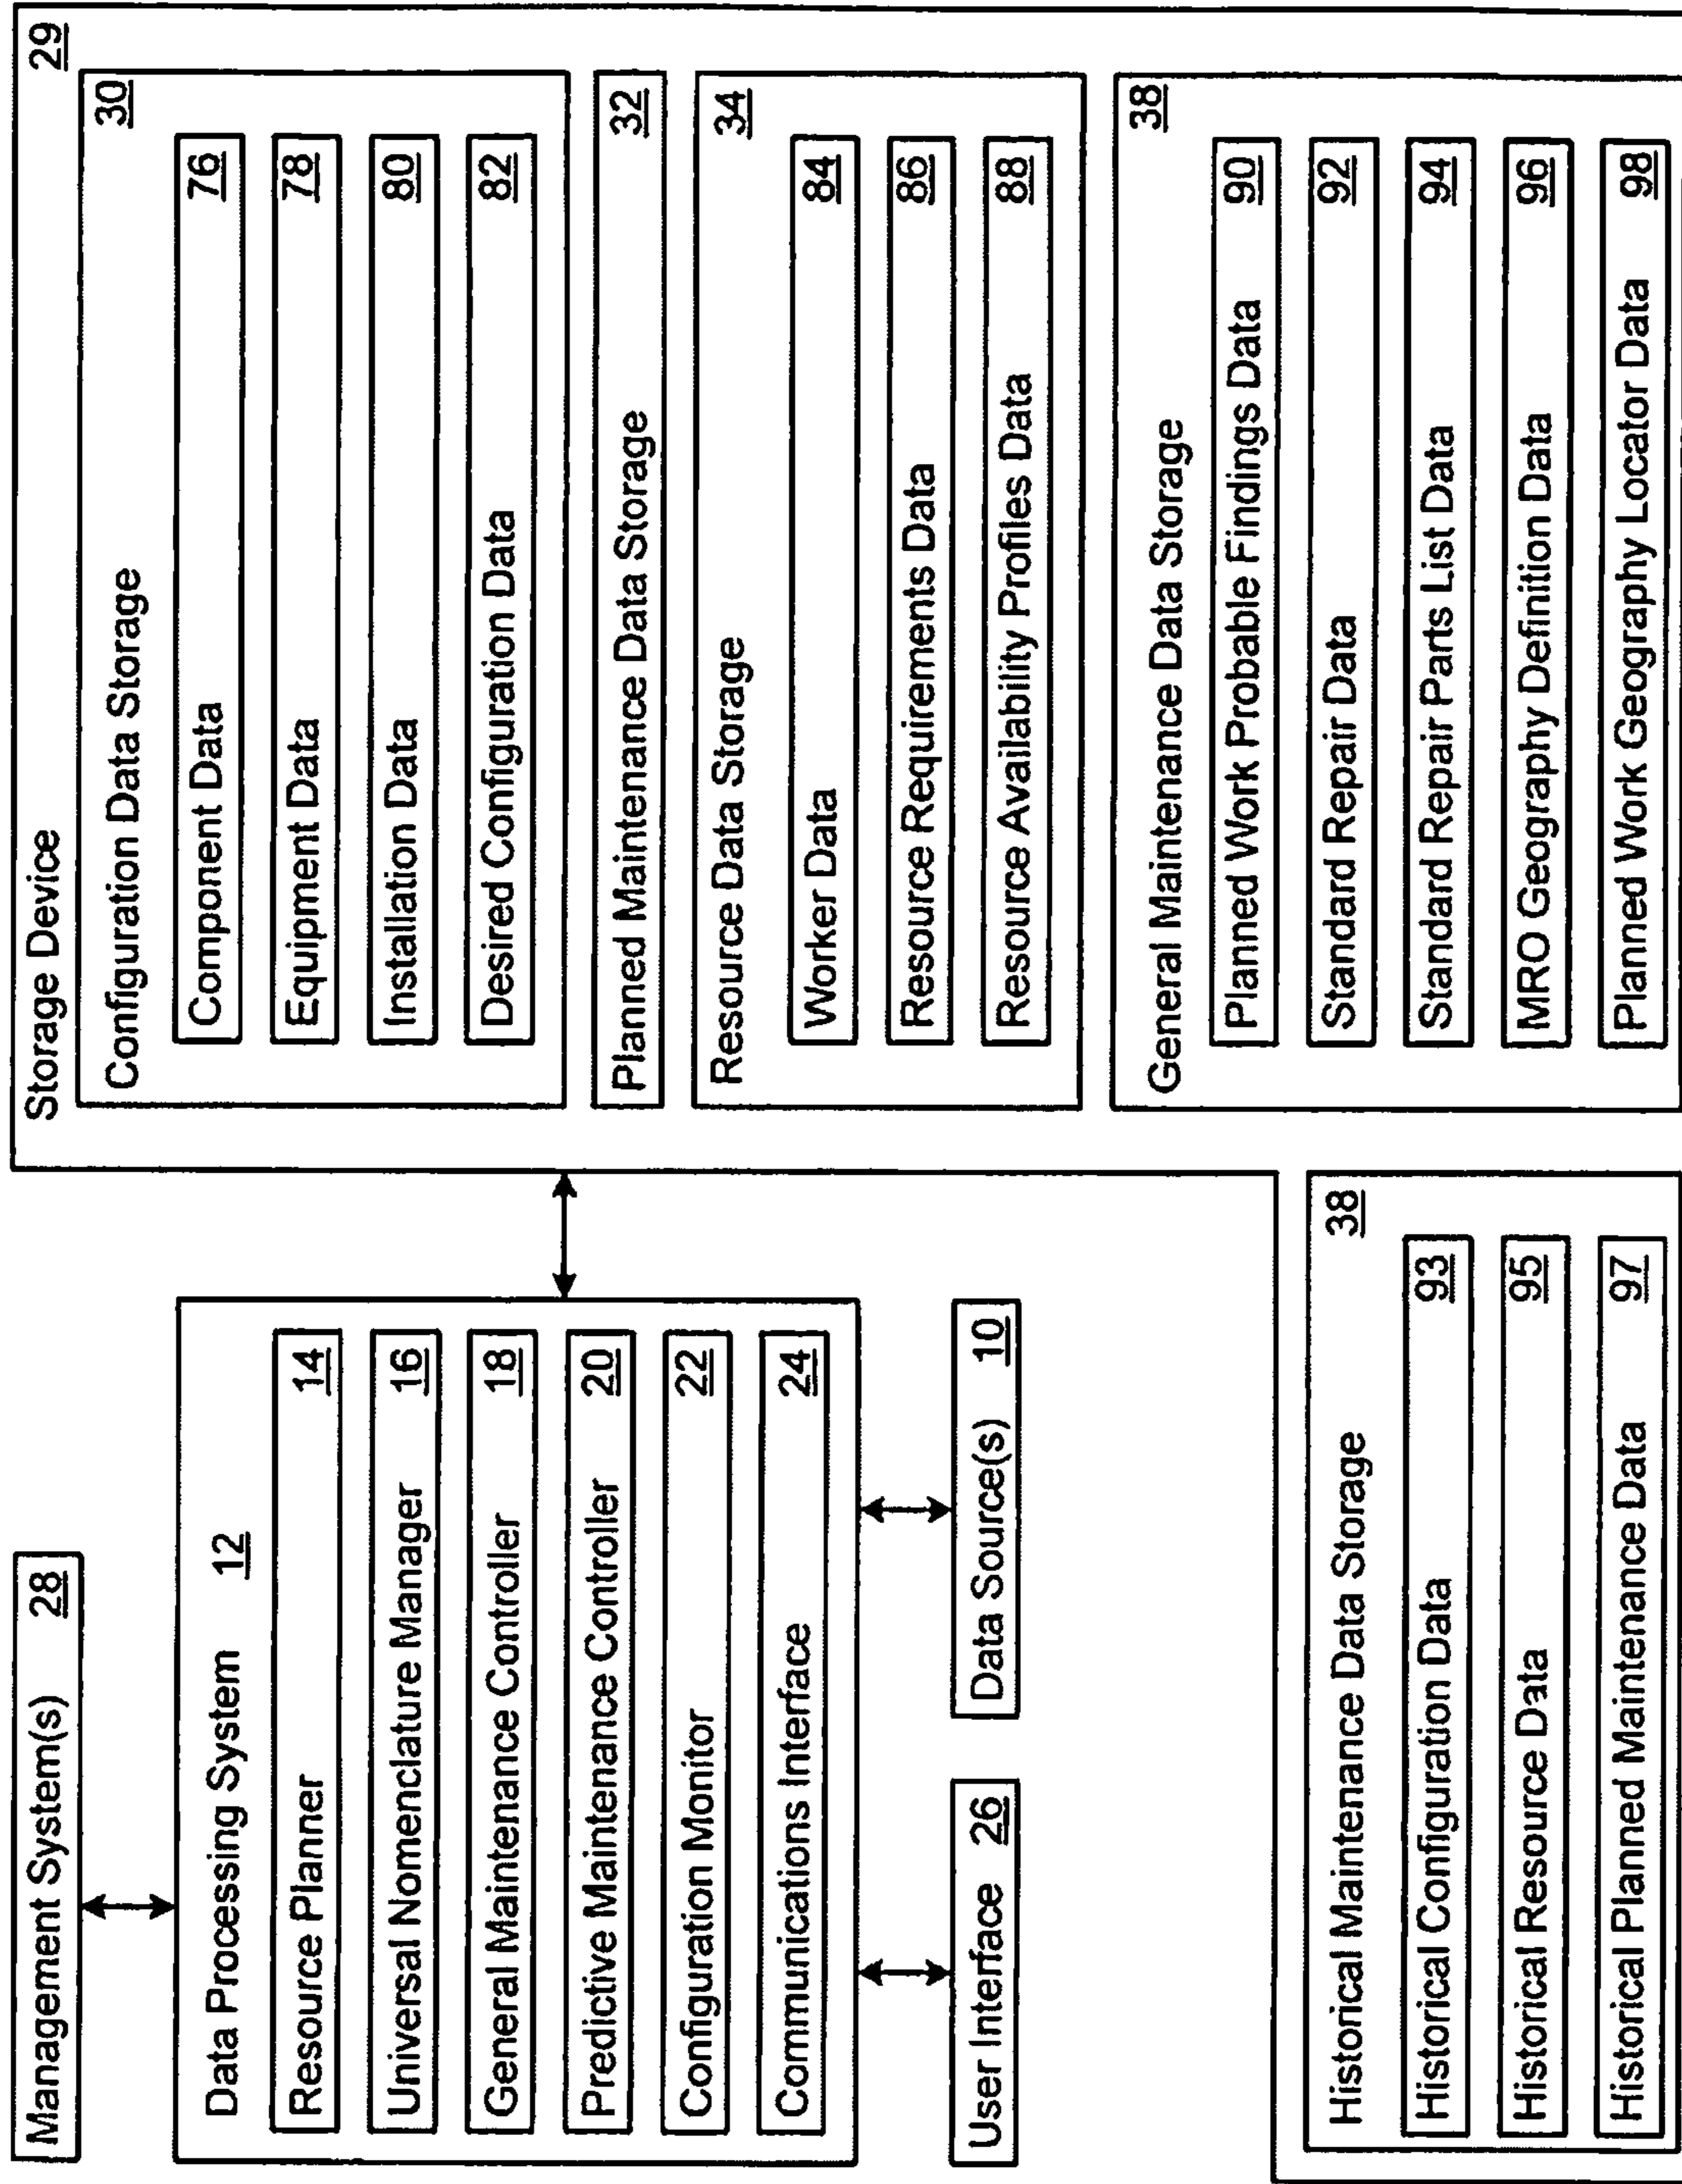 Management System(s) 28
Data Processing System 12
Resource Planner 14
Universal Nomenclature Manager 16
General Maintenance Controller 18
Predictive Maintenance Controller 20
Configuration Monitor 22
Communications Interface 24
User Interface 26
Data Source(s) 10
Storage Device 29
Configuration Data Storage 30
Component Data 76
Equipment Data 78
Installation Data 80
Desired Configuration Data 82
Planned Maintenance Data Storage 32
Resource Data Storage 34
Worker Data 84
Resource Requirements Data 86
Resource Availability Profiles Data 88
General Maintenance Data Storage 38
Planned Work Probable Findings Data 90
Standard Repair Data 92
Standard Repair Parts List Data 94
MRO Geography Definition Data 96
Planned Work Geography Locator Data 98
Historical Maintenance Data Storage 38
Historical Configuration Data 93
Historical Resource Data 95
Historical Planned Maintenance Data 97